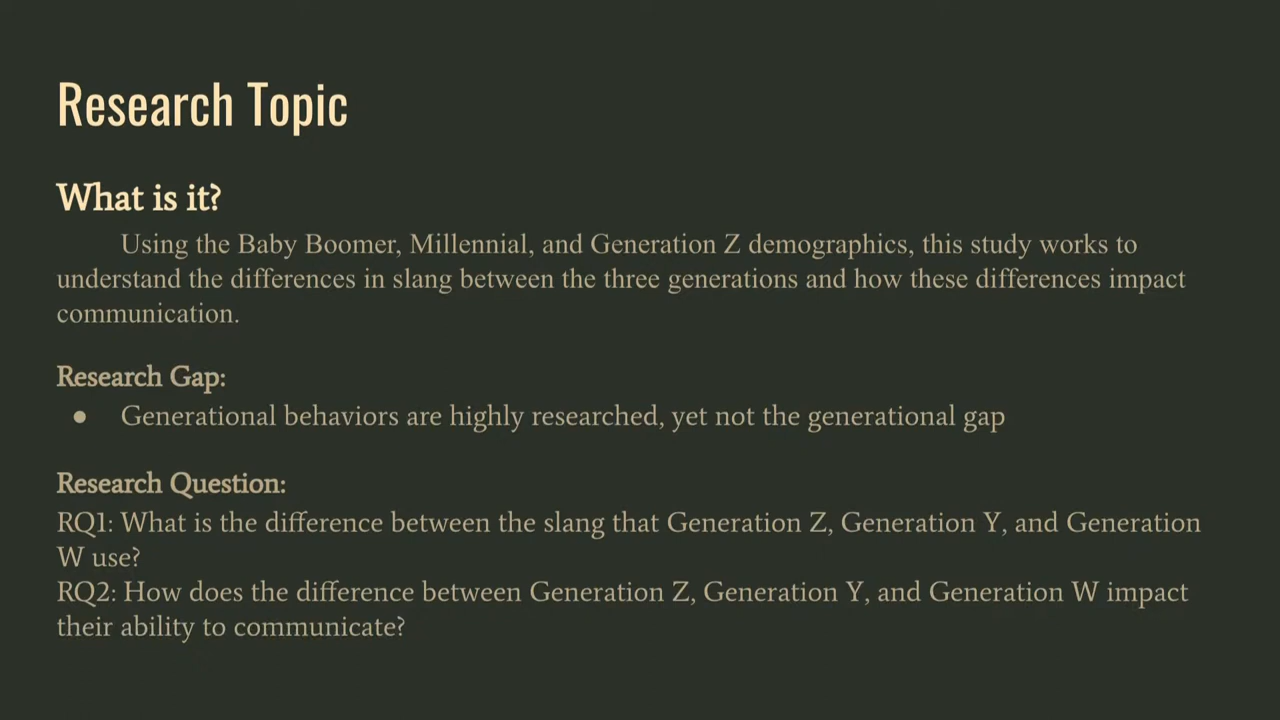 Research Topic
What is it?
Using the Baby Boomer, Millennial, and Generation Z demographics, this study works to
understand the differences in slang between the three generations and how these differences impact
communication.
Research Gap:
● Generational behaviors are highly researched, yet not the generational gap
Research Question:
RQ1: What is the difference between the slang that Generation Z, Generation Y, and Generation
W use?
RQ2: How does the difference between Generation Z, Generation Y, and Generation W impact
their ability to communicate?